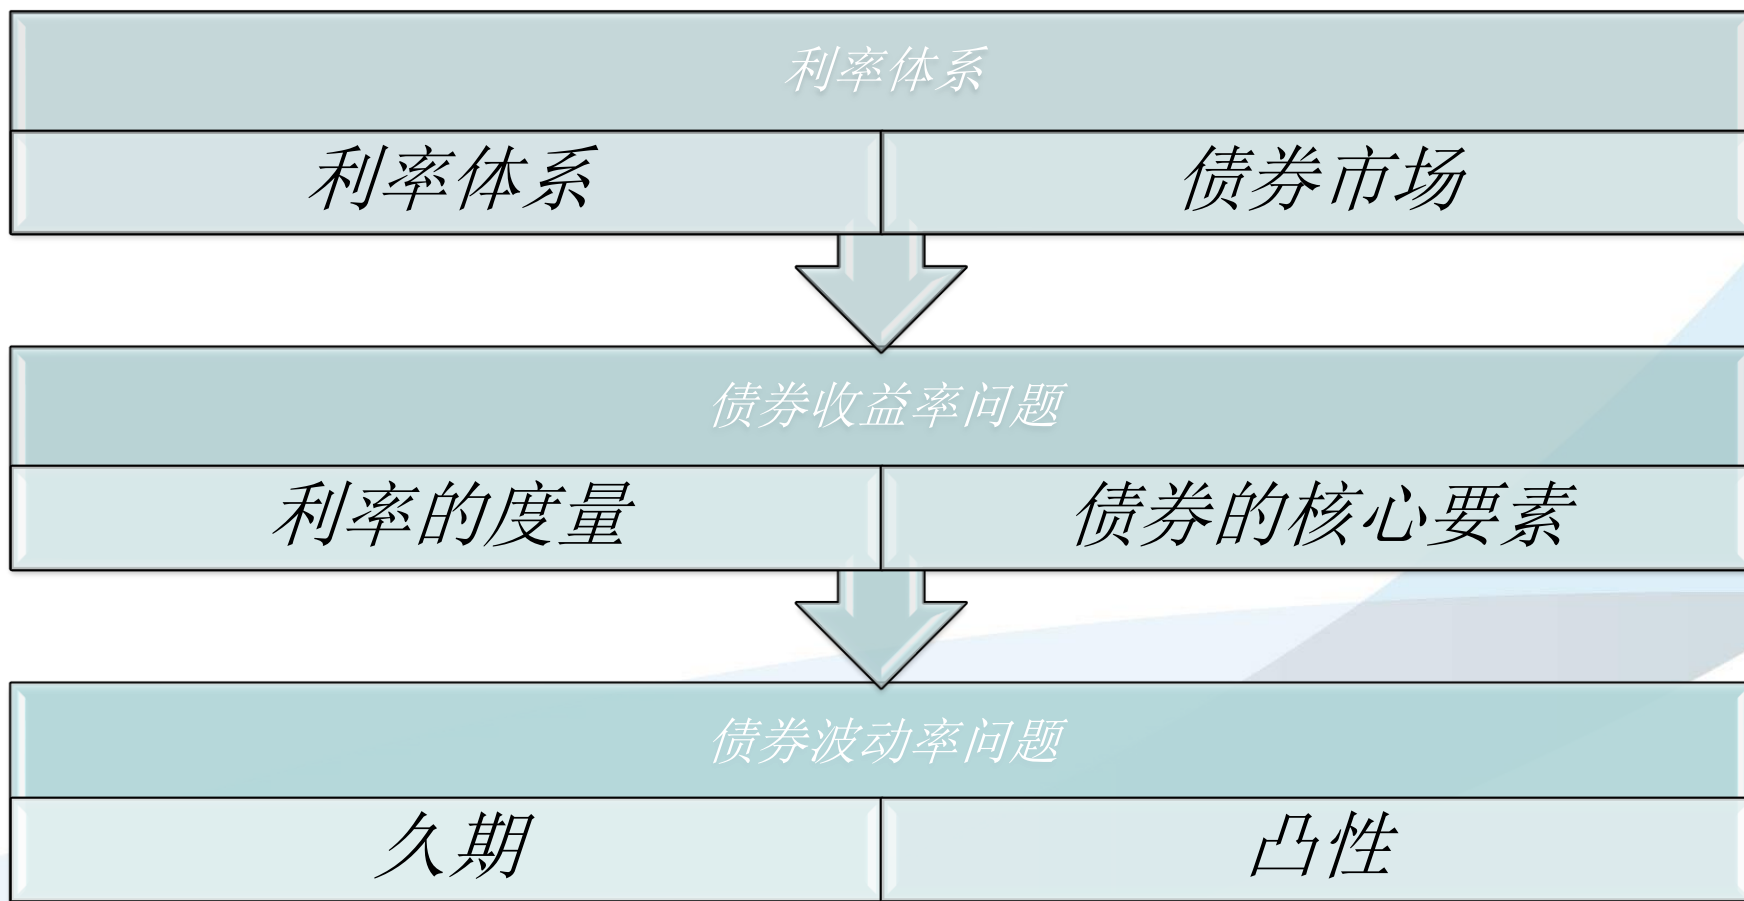 利率体系
利率体系
债券市场
债券收益率问题
利率的度量
债券的核心要素
债券波动率问题
久期
凸性